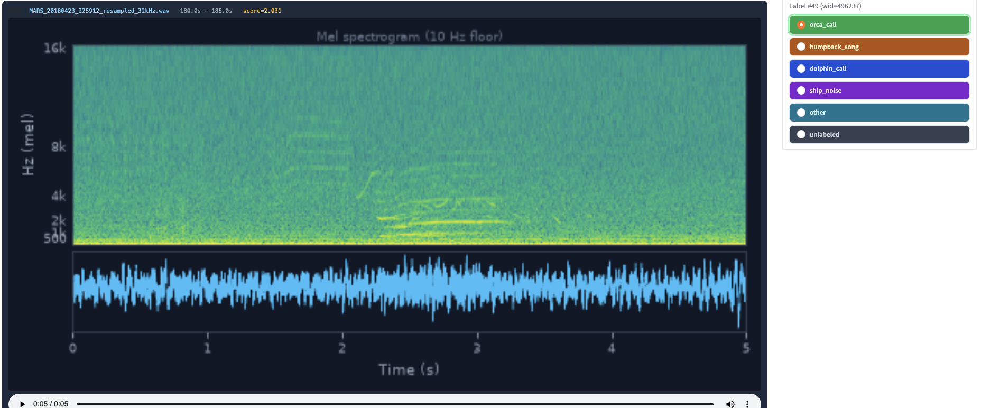 MARS_20180423_225912_resampled_32kHz.wav 180.0s – 185.0s score=2.031
Mel spectrogram (10 Hz floor)
16k
8k
4k
2k
500
Hz (mel)
0 1 2 3 4 5
Time (s)
0:05 / 0:05
Label #49 (wid=496237)
orca_call
humpback_song
dolphin_call
ship_noise
other
unlabeled